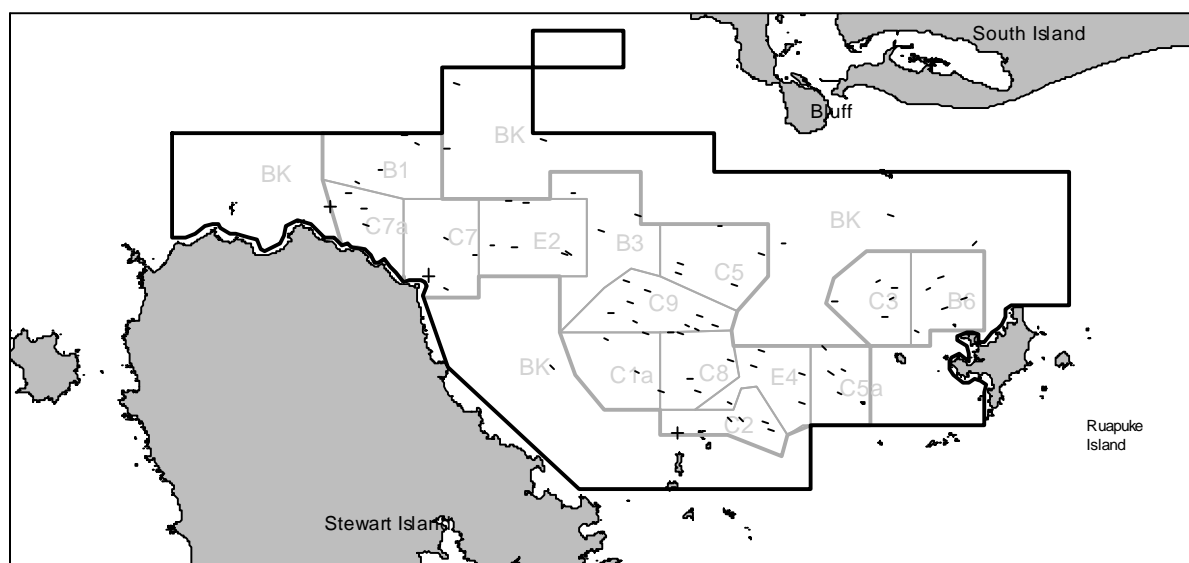 South Island
Bluff
BK
BK
B1
BK
C7a
C7
E2
B3
BK
C5
C9
C3
B6
BK
C1a
C8
E4
C5a
C2
Ruapuke
Island
Stewart Island